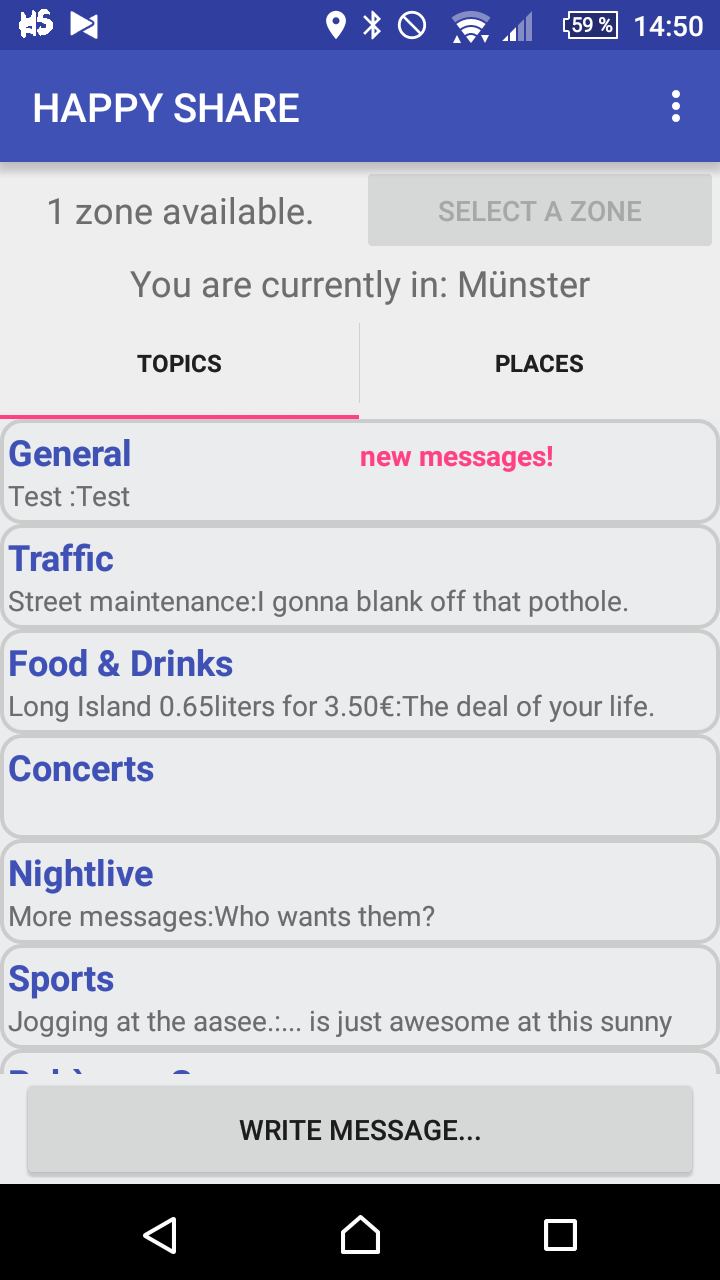 HS
59 %
14:50
HAPPY SHARE
1 zone available.
SELECT A ZONE
You are currently in: Münster
TOPICS
PLACES
General
new messages!
Test :Test
Traffic
Street maintenance:I gonna blank off that pothole.
Food & Drinks
Long Island 0.65liters for 3.50€:The deal of your life.
Concerts
Nightlive
More messages:Who wants them?
Sports
Jogging at the aasee.:... is just awesome at this sunny
WRITE MESSAGE...